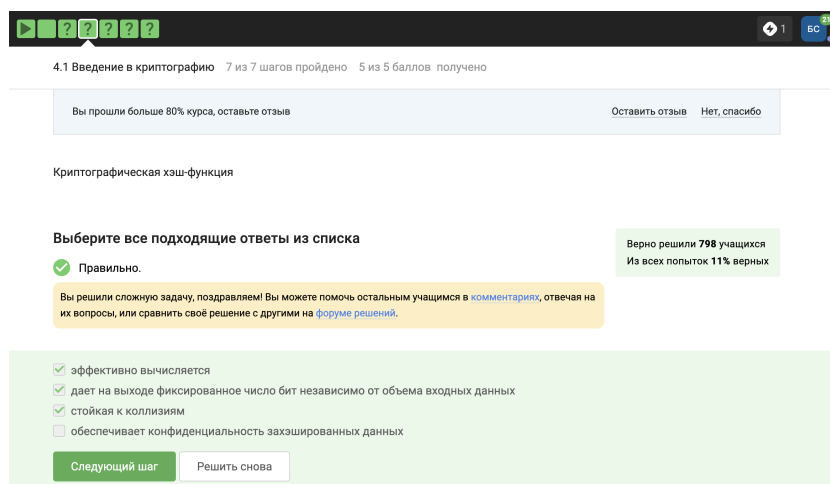 ? ? ? ? ?
1
БС
21
4.1 Введение в криптографию 7 из 7 шагов пройдено 5 из 5 баллов получено
Вы прошли больше 80% курса, оставьте отзыв Оставить отзыв Нет, спасибо
Криптографическая хэш-функция
Выберите все подходящие ответы из списка
Верно решили 798 учащихся
Из всех попыток 11% верных
Правильно.
Вы решили сложную задачу, поздравляем! Вы можете помочь остальным учащимся в комментариях, отвечая на
их вопросы, или сравнить своё решение с другими на форуме решений.
эффективно вычисляется
дает на выходе фиксированное число бит независимо от объема входных данных
стойкая к коллизиям
обеспечивает конфиденциальность захэшированных данных
Следующий шаг Решить снова